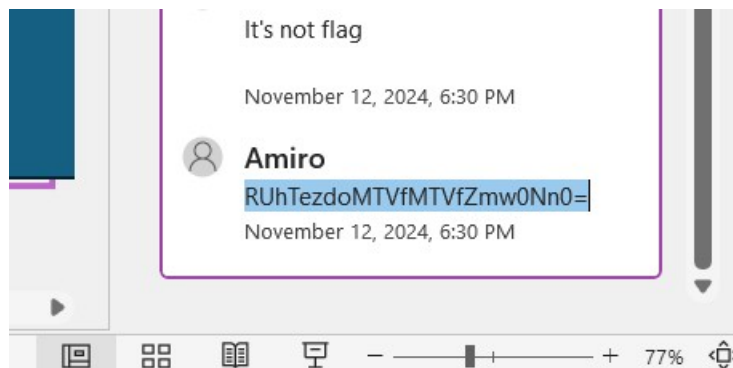 It's not flag
November 12, 2024, 6:30 PM
Amiro
RUhTezdoMTVfMTVfZmw0Nn0=
November 12, 2024, 6:30 PM
77%